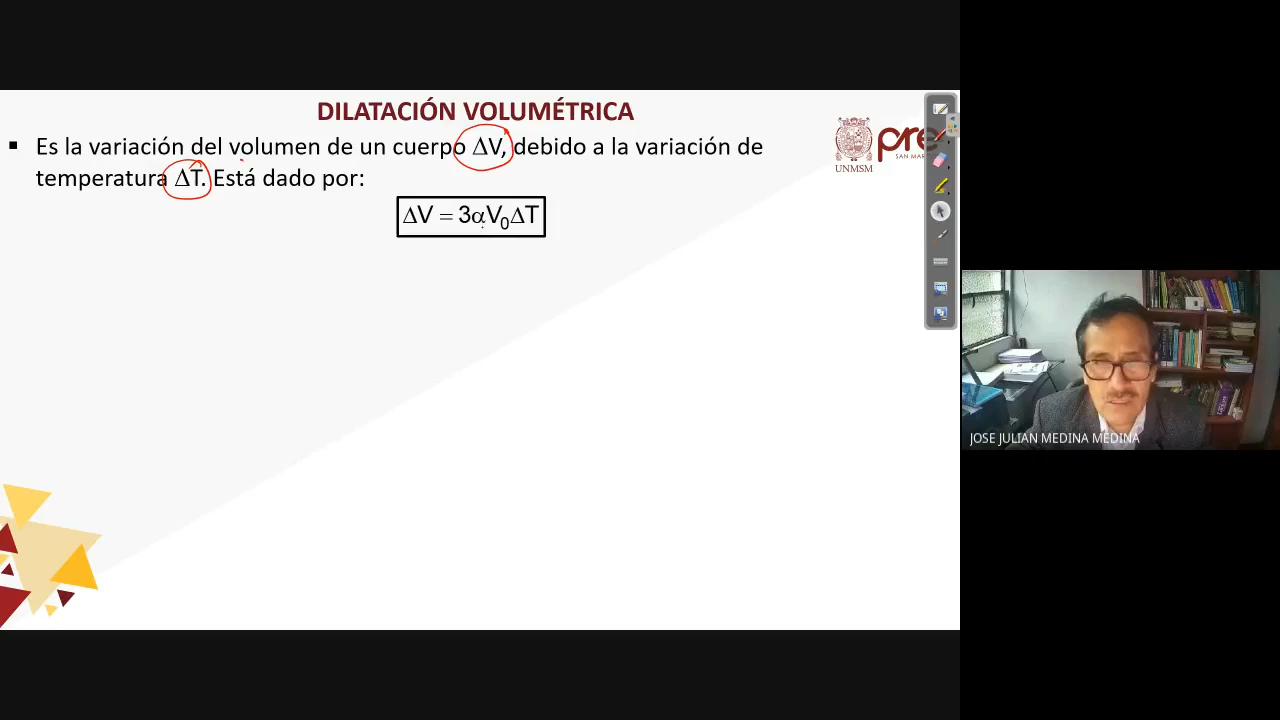 DILATACIÓN VOLUMÉTRICA
▪ Es la variación del volumen de un cuerpo ΔV, debido a la variación de
temperatura ΔT. Está dado por:
ΔV = 3αV₀ΔT
UNMSM
pre
JOSE JULIAN MEDINA MEDINA